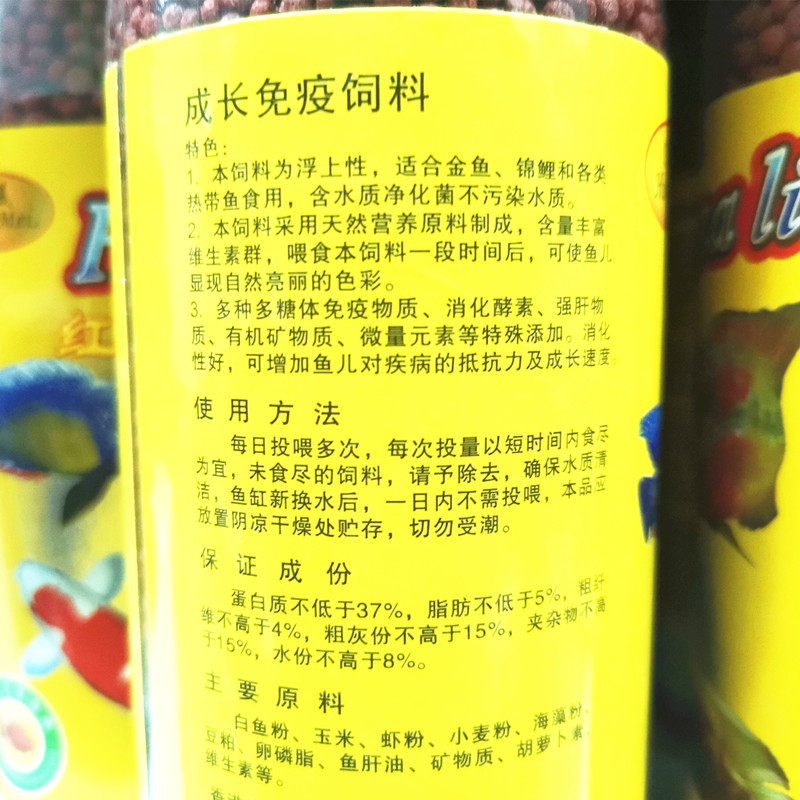 成长免疫饲料
特色：
1. 本饲料为浮上性，适合金鱼、锦鲤和各类
热带鱼食用，含水质净化菌不污染水质。
2. 本饲料采用天然营养原料制成，含量丰富
维生素群，喂食本饲料一段时间后，可使鱼儿
显现自然亮丽的色彩。
3. 多种多糖体免疫物质、消化酵素、强肝物
质、有机矿物质、微量元素等特殊添加。消化
性好，可增加鱼儿对疾病的抵抗力及成长速度。
使用方法
每日投喂多次，每次投量以短时间内食尽
为宜，未食尽的饲料，请予除去，确保水质清
洁，鱼缸新换水后，一日内不需投喂，本品应
放置阴凉干燥处贮存，切勿受潮。
保证成份
蛋白质不低于37%，脂肪不低于5%，粗纤
维不高于4%，粗灰份不高于15%，夹杂物不高
于15%，水份不高于8%。
主要原料
白鱼粉、玉米、虾粉、小麦粉、海藻粉、
豆粕、卵磷脂、鱼肝油、矿物质、胡萝卜素、
维生素等。
香港
红
a li